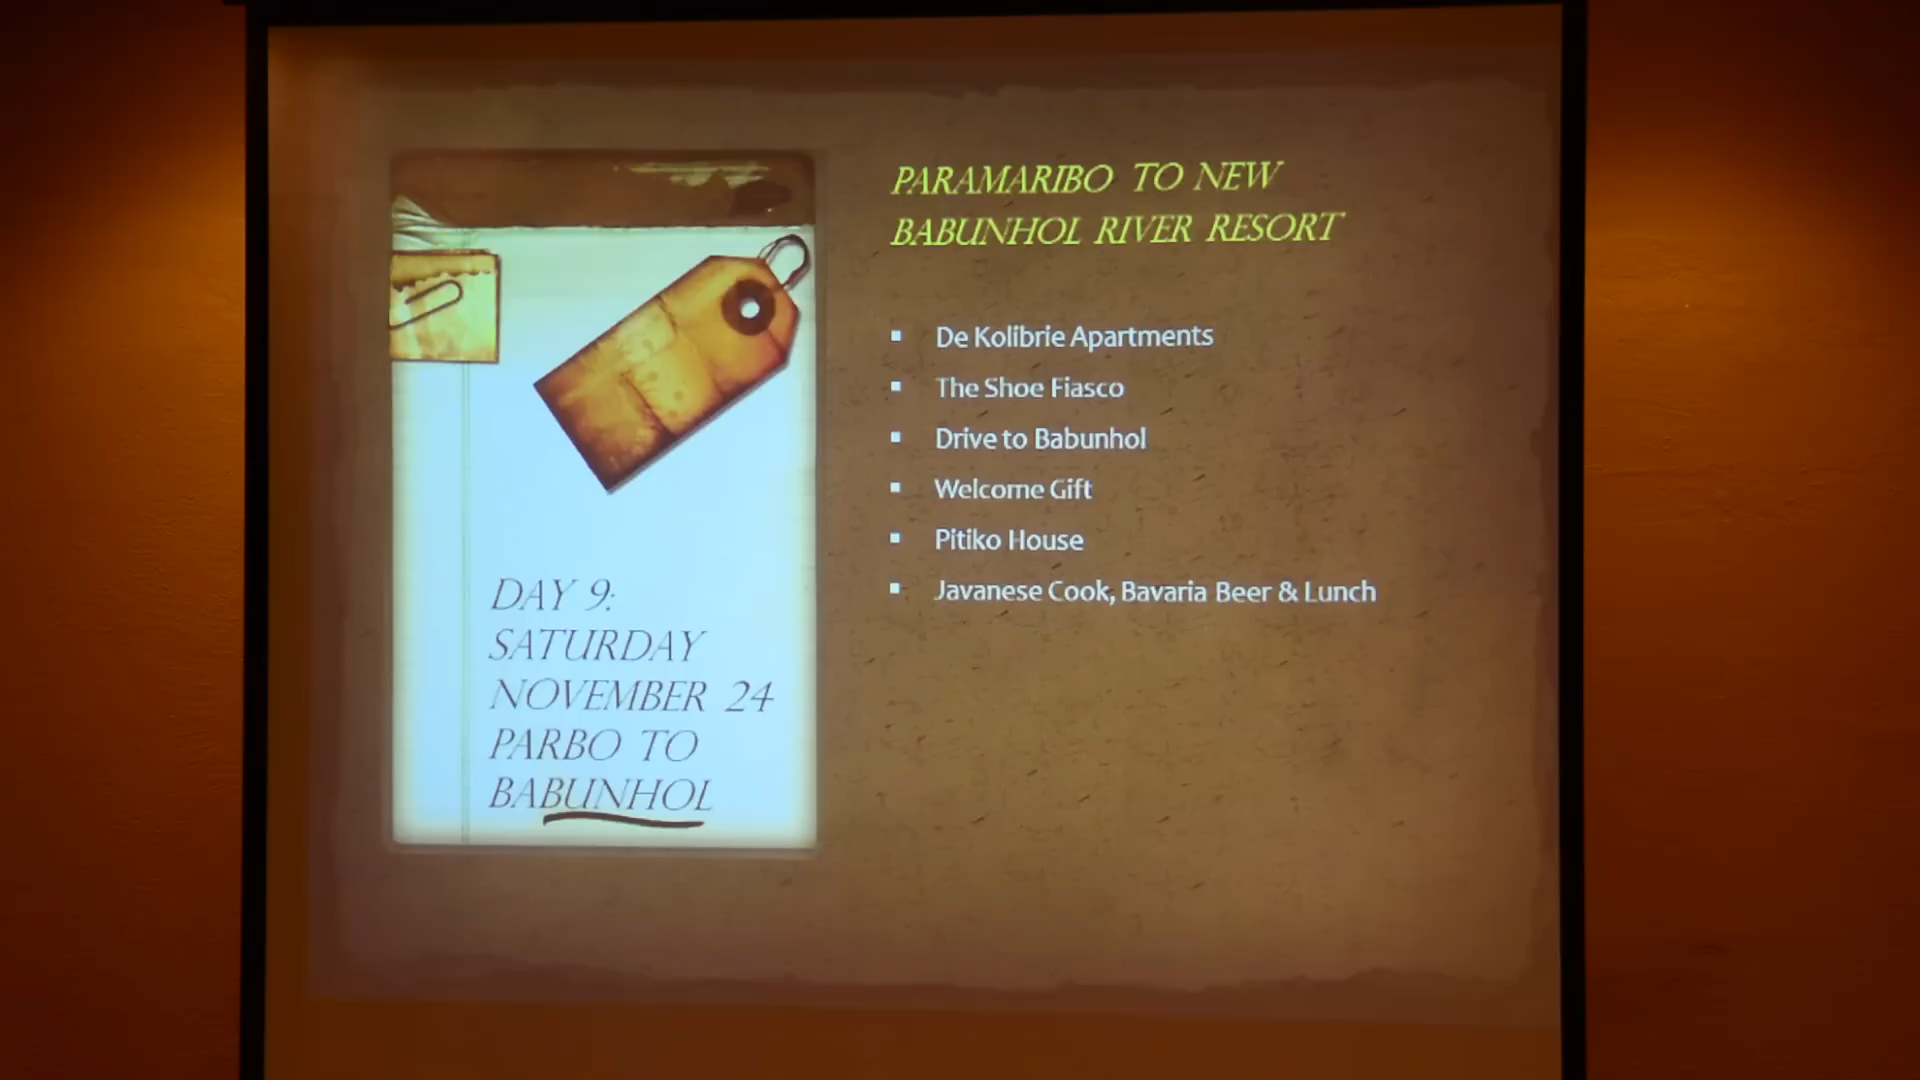 PARAMARIBO TO NEW
BABUNHOL RIVER RESORT
De Kolibrie Apartments
The Shoe Fiasco
Drive to Babunhol
Welcome Gift
Pitiko House
Javanese Cook, Bavaria Beer & Lunch
DAY 9:
SATURDAY
NOVEMBER 24
PARBO TO
BABUNHOL